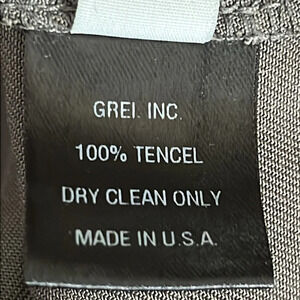 GREI. INC.
100% TENCEL
DRY CLEAN ONLY
MADE IN U.S.A.